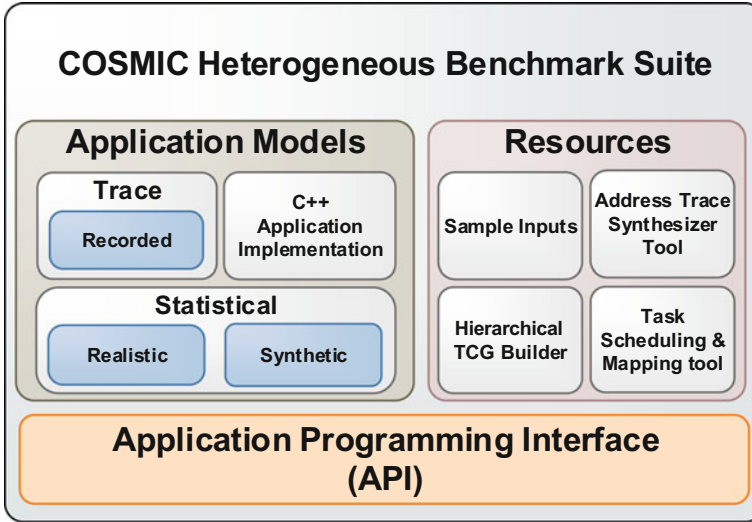 COSMIC Heterogeneous Benchmark Suite
Application Models
Trace
Recorded
C++
Application
Implementation
Statistical
Realistic
Synthetic
Resources
Sample Inputs
Address Trace
Synthesizer
Tool
Hierarchical
TCG Builder
Task
Scheduling &
Mapping tool
Application Programming Interface
(API)